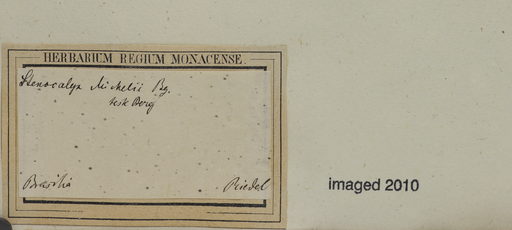 HERBARIUM REGIUM MONACENSE.
Stenocalyx Michelii Bg.
teste Berg
Brasilia
Riedel
imaged 2010